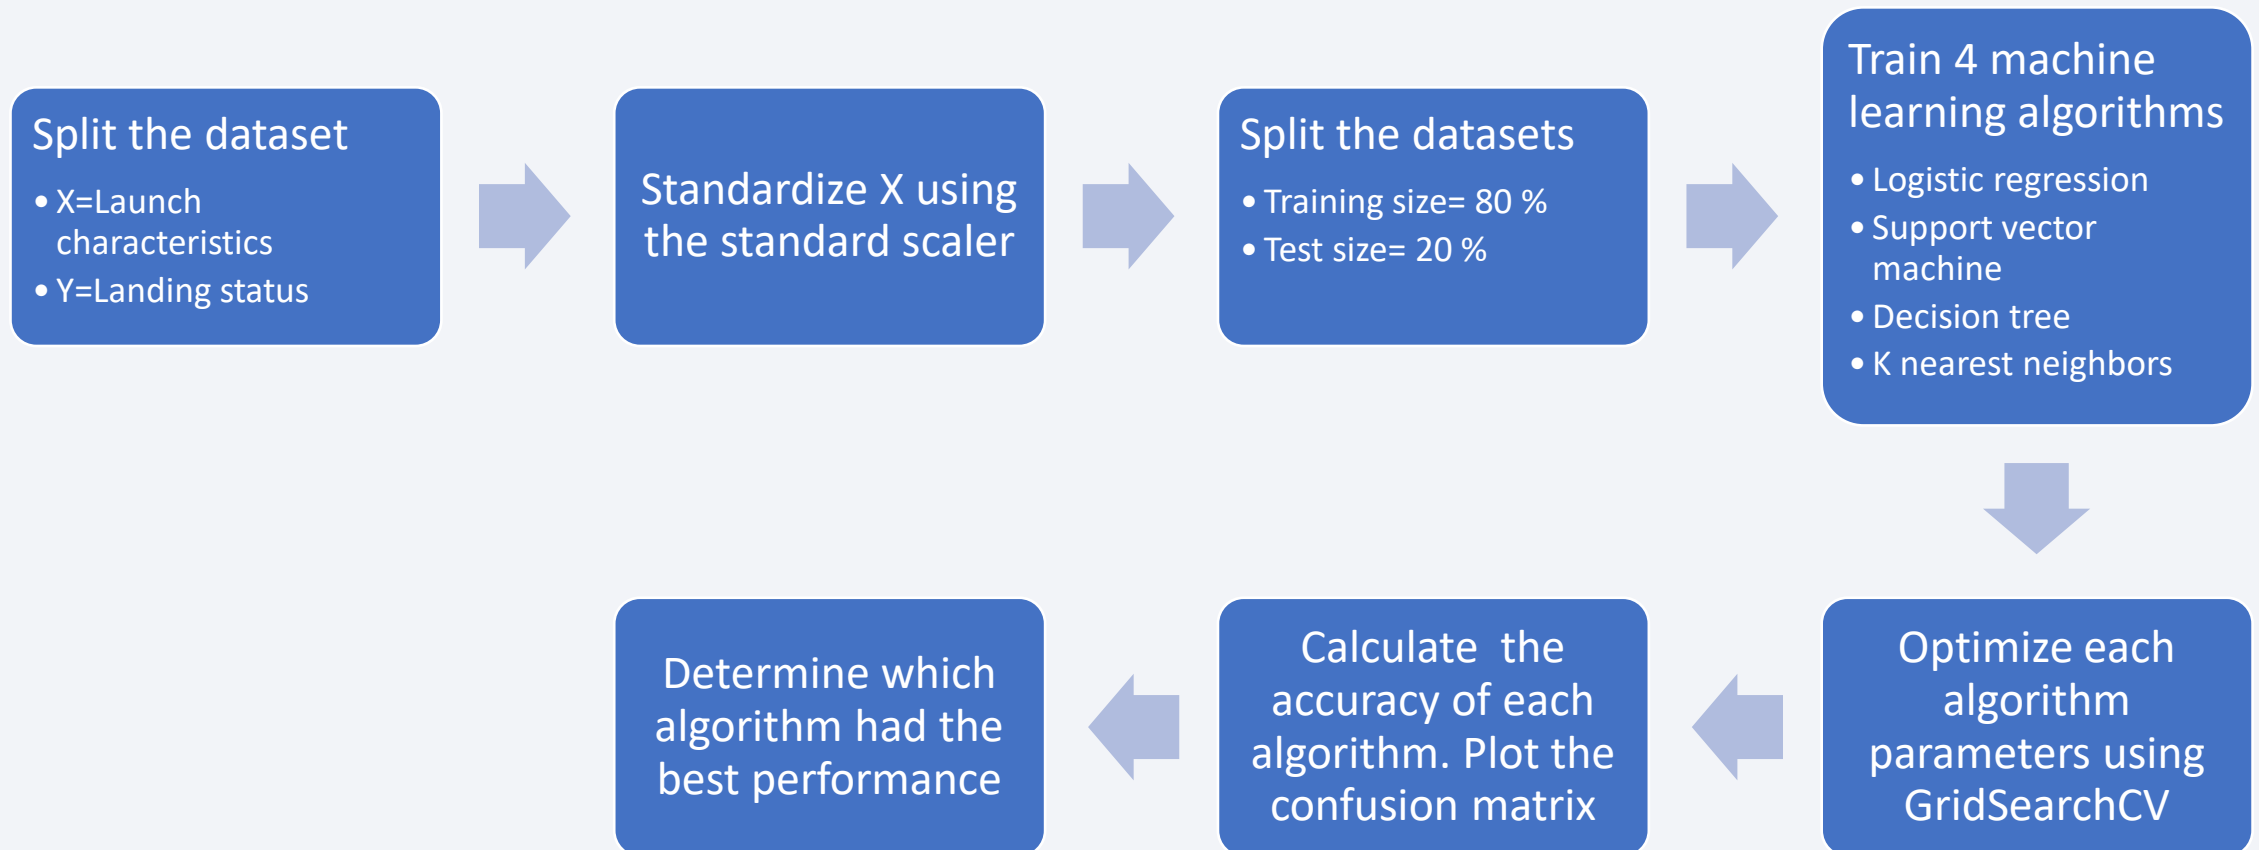 Split the dataset
• X=Launch
characteristics
• Y=Landing status
Standardize X using
the standard scaler
Split the datasets
• Training size= 80 %
• Test size= 20 %
Train 4 machine
learning algorithms
• Logistic regression
• Support vector
machine
• Decision tree
• K nearest neighbors
Optimize each
algorithm
parameters using
GridSearchCV
Calculate  the
accuracy of each
algorithm. Plot the
confusion matrix
Determine which
algorithm had the
best performance